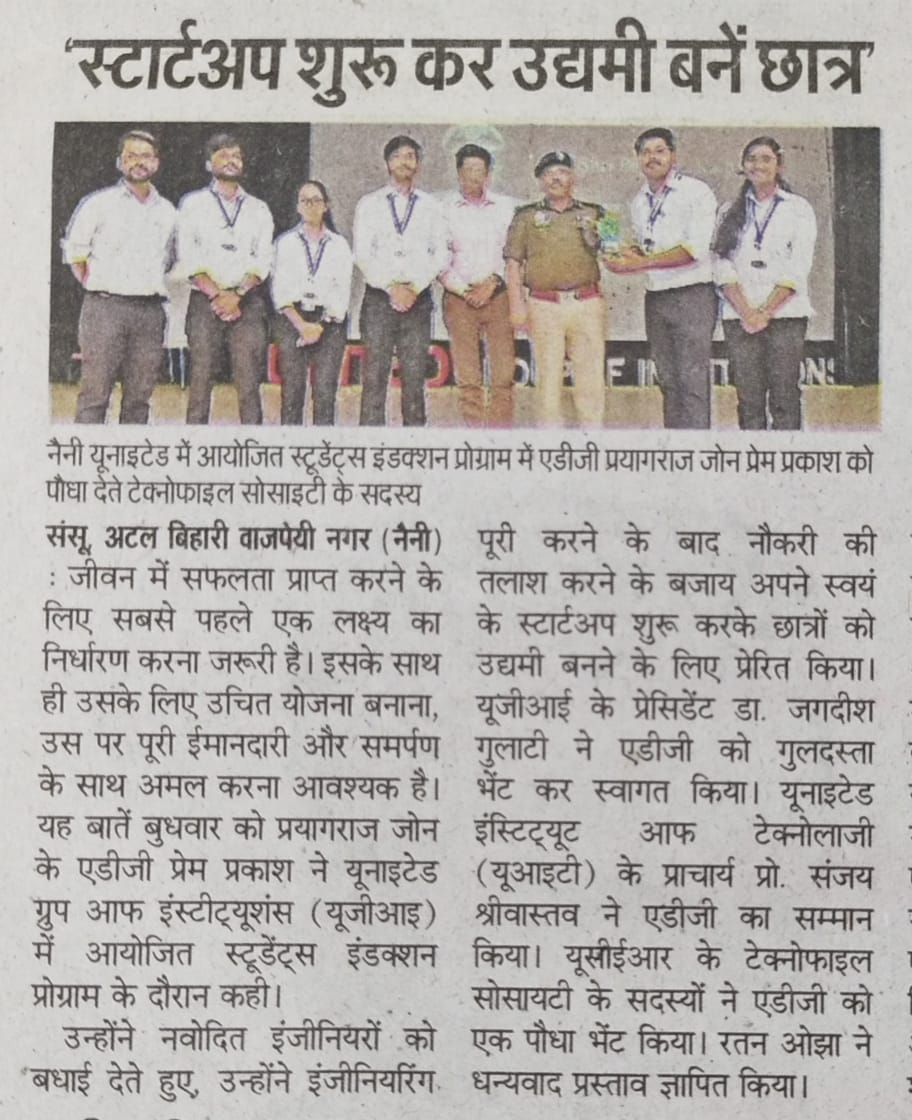 'स्टार्टअप शुरू कर उद्यमी बनें छात्र'
नैनी यूनाइटेड में आयोजित स्टूडेंट्स इंडक्शन प्रोग्राम में एडीजी प्रयागराज जोन प्रेम प्रकाश को
पौधा देते टेक्नोफाइल सोसाइटी के सदस्य
संसू, अटल बिहारी वाजपेयी नगर (नैनी)
: जीवन में सफलता प्राप्त करने के
लिए सबसे पहले एक लक्ष्य का
निर्धारण करना जरूरी है। इसके साथ
ही उसके लिए उचित योजना बनाना,
उस पर पूरी ईमानदारी और समर्पण
के साथ अमल करना आवश्यक है।
यह बातें बुधवार को प्रयागराज जोन
के एडीजी प्रेम प्रकाश ने यूनाइटेड
ग्रुप आफ इंस्टीट्यूशंस (यूजीआइ)
में आयोजित स्टूडेंट्स इंडक्शन
प्रोग्राम के दौरान कही।
उन्होंने नवोदित इंजीनियरों को
बधाई देते हुए, उन्होंने इंजीनियरिंग
पूरी करने के बाद नौकरी की
तलाश करने के बजाय अपने स्वयं
के स्टार्टअप शुरू करके छात्रों को
उद्यमी बनने के लिए प्रेरित किया।
यूजीआई के प्रेसिडेंट डा. जगदीश
गुलाटी ने एडीजी को गुलदस्ता
भेंट कर स्वागत किया। यूनाइटेड
इंस्टिट्यूट आफ टेक्नोलाजी
(यूआइटी) के प्राचार्य प्रो. संजय
श्रीवास्तव ने एडीजी का सम्मान
किया। यूसीईआर के टेक्नोफाइल
सोसायटी के सदस्यों ने एडीजी को
एक पौधा भेंट किया। रतन ओझा ने
धन्यवाद प्रस्ताव ज्ञापित किया।